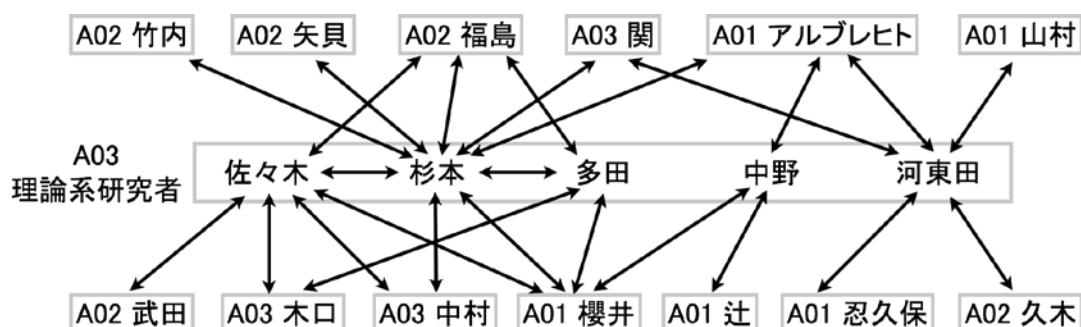 A02 竹内
A02 矢貝
A02 福島
A03 関
A01 アルブレヒト
A01 山村
A03
理論系研究者
佐々木
杉本
多田
中野
河東田
A02 武田
A03 木口
A03 中村
A01 櫻井
A01 辻
A01 忍久保
A02 久木